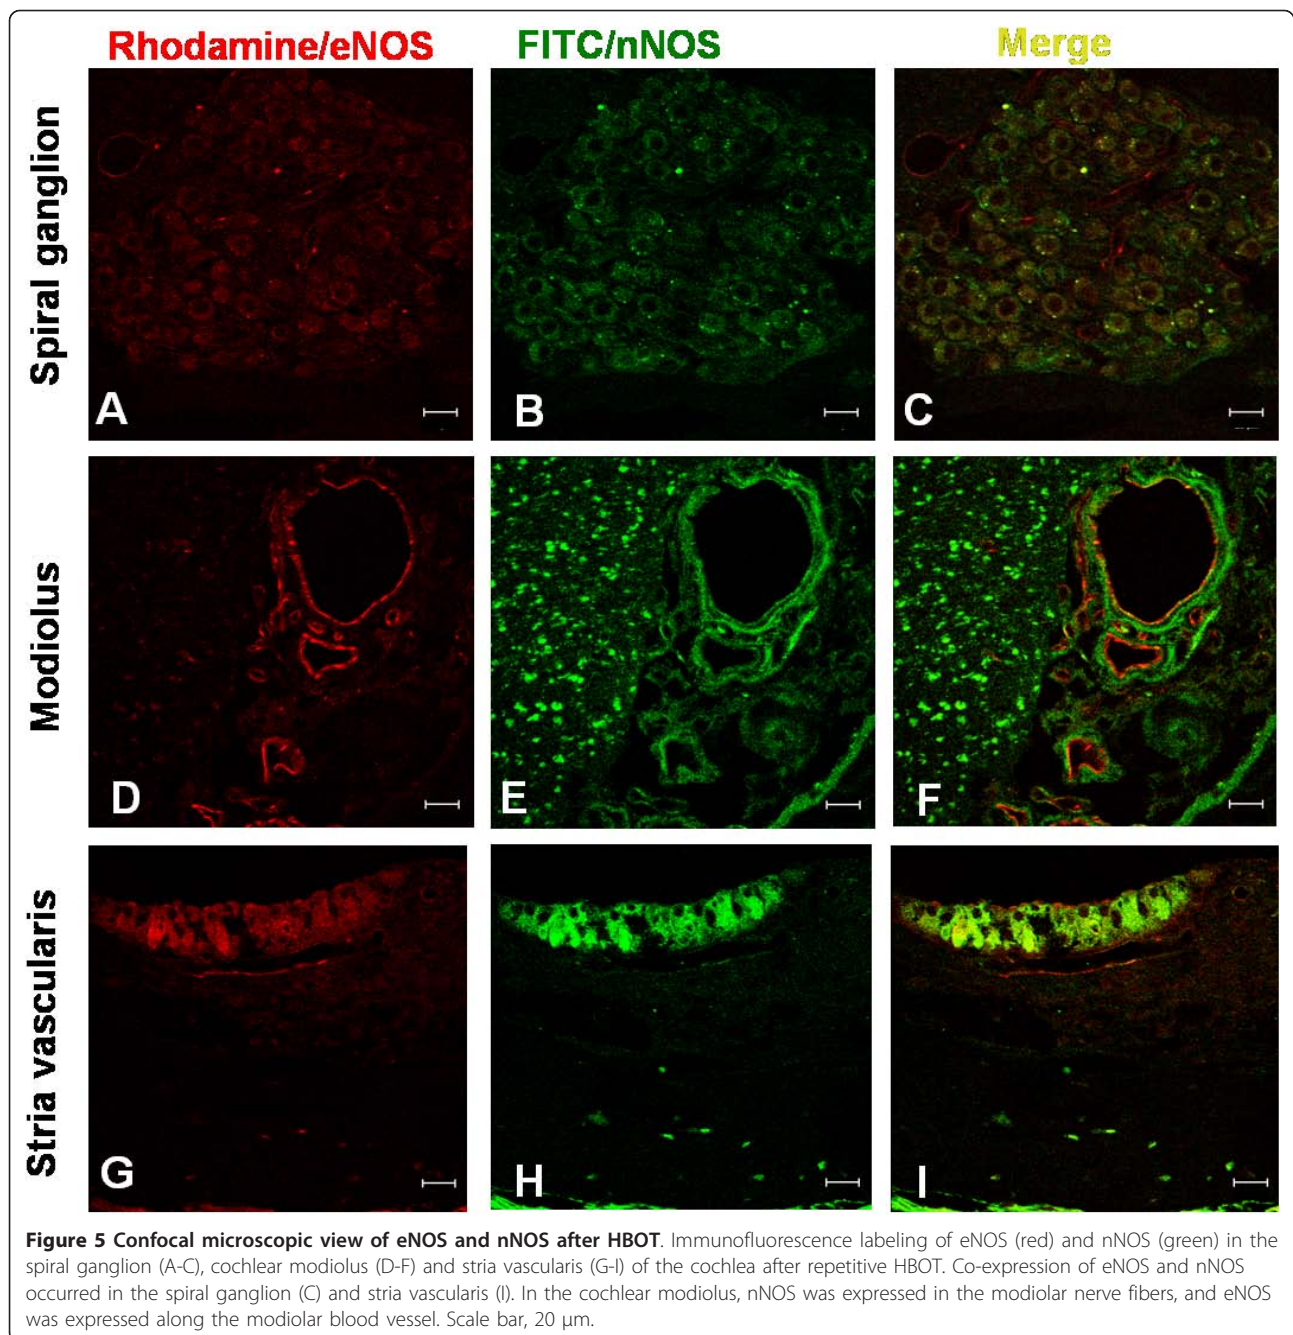 Rhodamine/eNOS FITC/nNOS Merge
Spiral ganglion
A B C
Modiolus
D E F
Stria vascularis
G H I
Figure 5 Confocal microscopic view of eNOS and nNOS after HBOT. Immunofluorescence labeling of eNOS (red) and nNOS (green) in the
spiral ganglion (A-C), cochlear modiolus (D-F) and stria vascularis (G-I) of the cochlea after repetitive HBOT. Co-expression of eNOS and nNOS
occurred in the spiral ganglion (C) and stria vascularis (I). In the cochlear modiolus, nNOS was expressed in the modiolar nerve fibers, and eNOS
was expressed along the modiolar blood vessel. Scale bar, 20 μm.